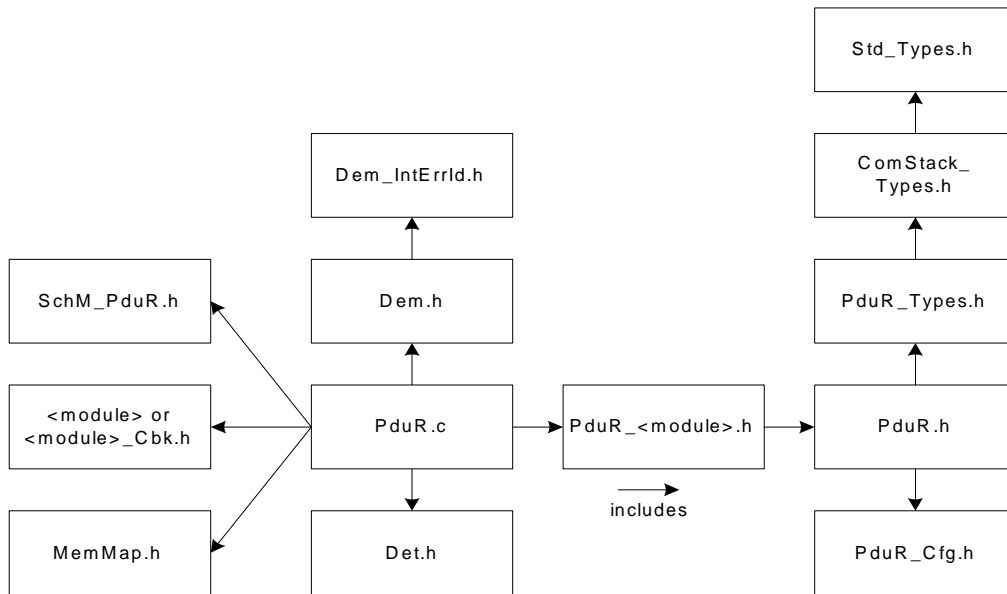 Std_Types.h
Dem_IntErrId.h
ComStack_
Types.h
SchM_PduR.h
Dem.h
PduR_Types.h
<module> or
<module>_Cbk.h
PduR.c
PduR_<module>.h
PduR.h
includes
MemMap.h
Det.h
PduR_Cfg.h